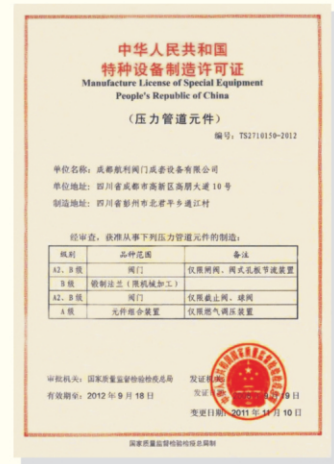 中华人民共和国
特种设备制造许可证
Manufacture License of Special Equipment
People's Republic of China
（压力管道元件）
编号：TS2710150-2012
单位名称：成都航利阀门成套设备有限公司
单位地址：四川省成都市高新区高朋大道10号
制造地址：四川省彭州市北君平乡通江村
经审查，获准从事下列压力管道元件的制造：
级别 品种范围 备注
A2、B级 阀门 仅限闸阀、阀式孔板节流装置
B级 锻制法兰（限机械加工）
A2、B级 阀门 仅限截止阀、球阀
A级 元件组合装置 仅限燃气调压装置
审批机关：国家质量监督检验检疫总局 发证机
有效期至：2012年9月18日 发证 19日
变更日期：2011年11月10日
国家质量监督检验检疫总局制